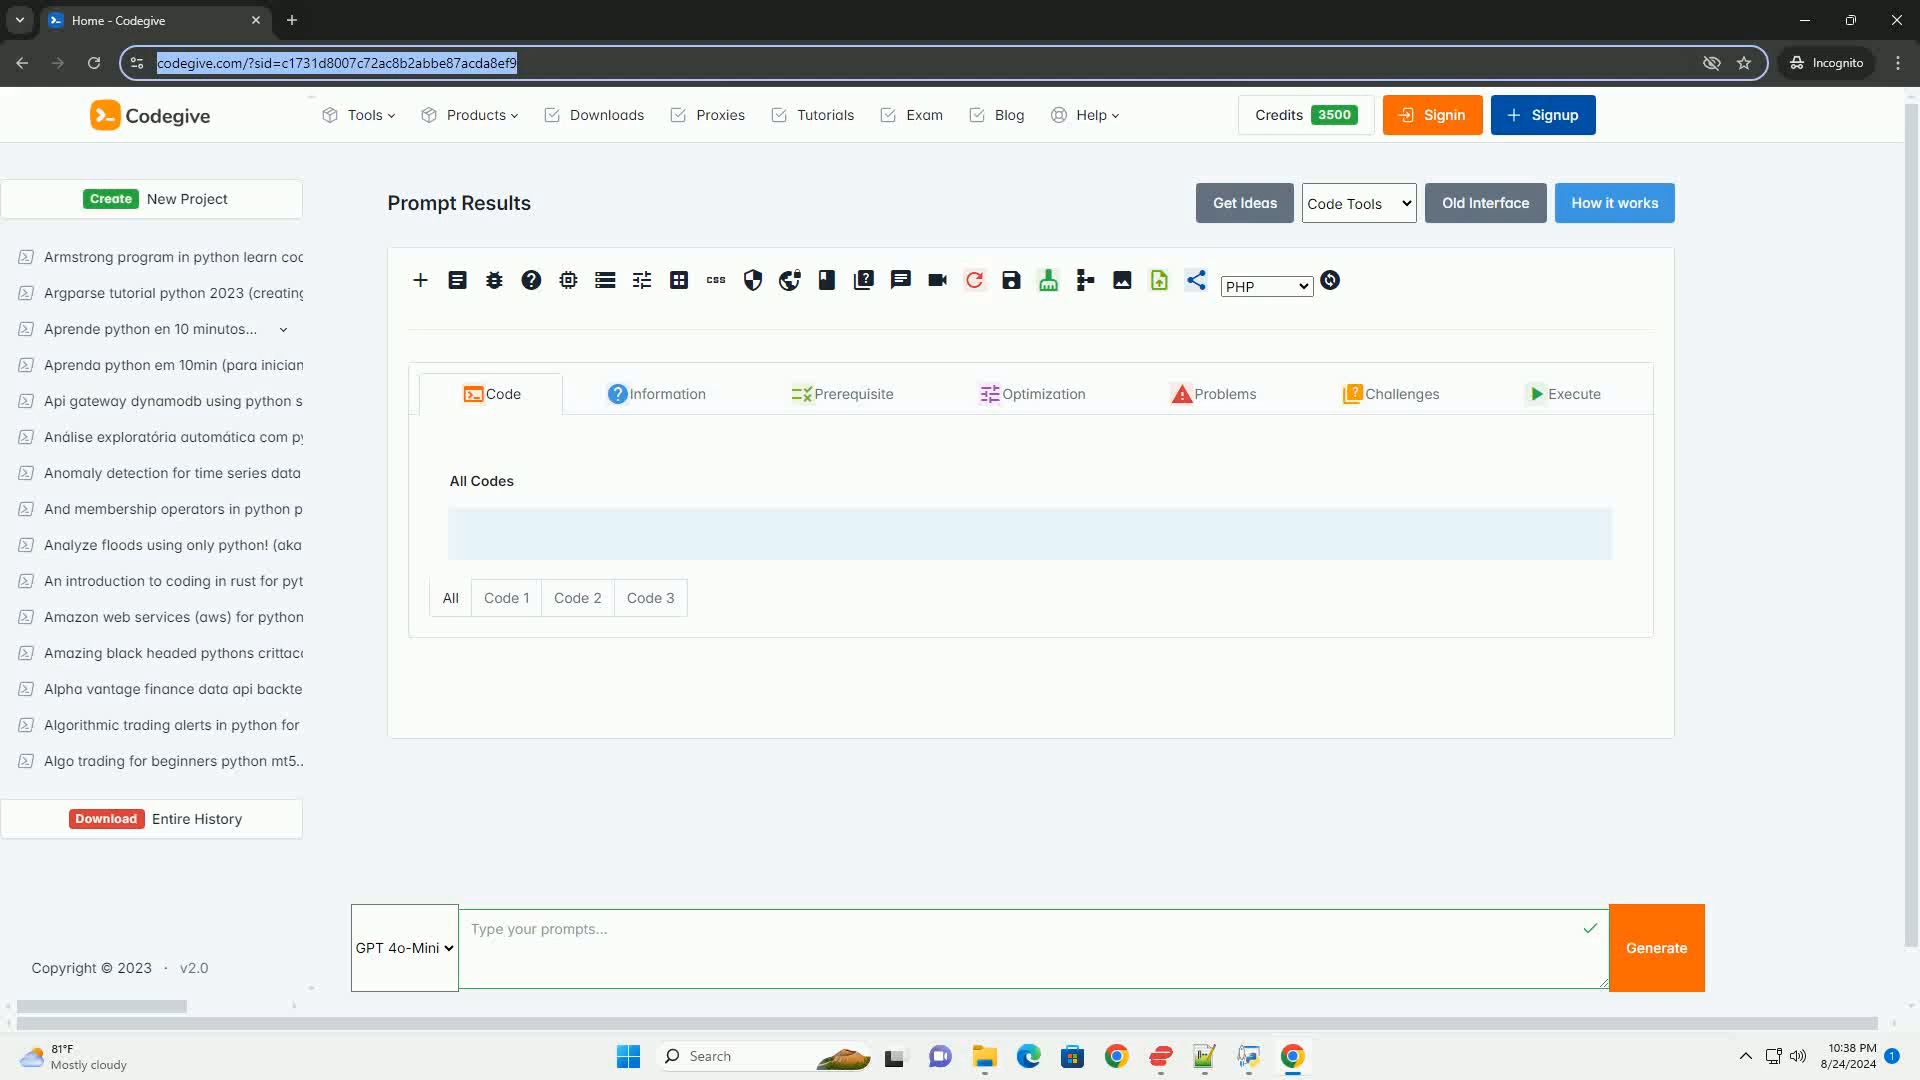 Home - Codegive
codegive.com/?sid=c1731d8007c72ac8b2abbe87acda8ef9
Incognito
Codegive
Tools
Products
Downloads
Proxies
Tutorials
Exam
Blog
Help
Credits 3500
Signin
Signup
Create New Project
Armstrong program in python learn coc
Argparse tutorial python 2023 (creating
Aprende python en 10 minutos...
Aprenda python em 10min (para inician
Api gateway dynamodb using python s
Análise exploratória automática com py
Anomaly detection for time series data
And membership operators in python p
Analyze floods using only python! (aka
An introduction to coding in rust for pyt
Amazon web services (aws) for python
Amazing black headed pythons crittaco
Alpha vantage finance data api backte
Algorithmic trading alerts in python for
Algo trading for beginners python mt5...
Download Entire History
Copyright © 2023 · v2.0
Prompt Results
Get Ideas
Code Tools
Old Interface
How it works
css
PHP
Code
Information
Prerequisite
Optimization
Problems
Challenges
Execute
All Codes
All
Code 1
Code 2
Code 3
GPT 4o-Mini
Type your prompts...
Generate
81°F
Mostly cloudy
Search
10:38 PM
8/24/2024
1